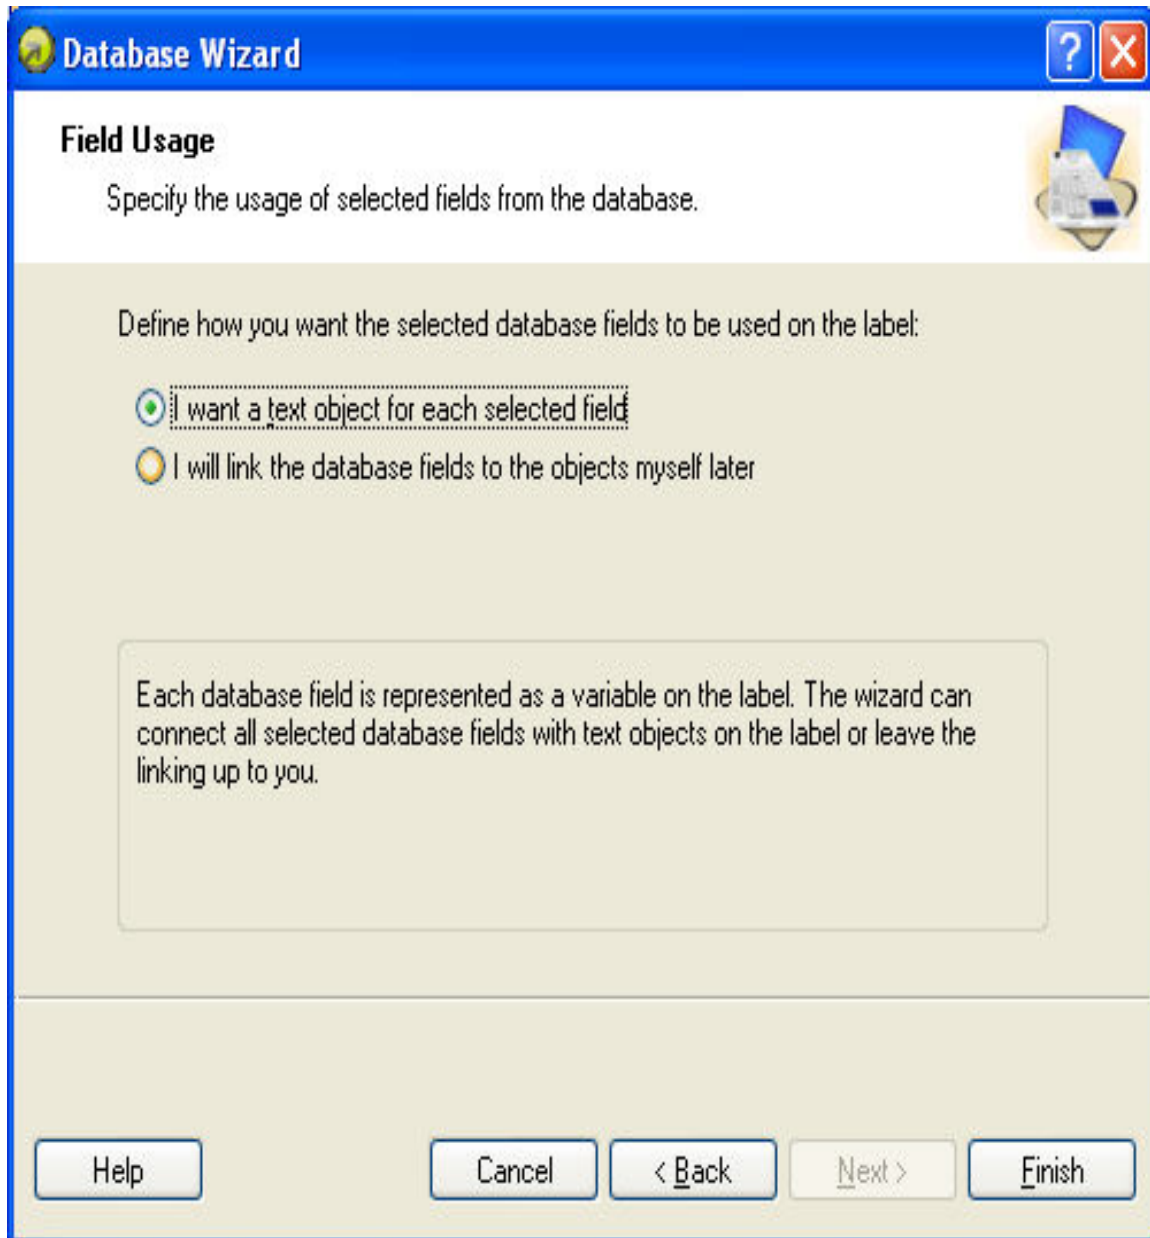 Database Wizard
?
Field Usage
Specify the usage of selected fields from the database.
Define how you want the selected database fields to be used on the label:
I want a text object for each selected field
I will link the database fields to the objects myself later
Each database field is represented as a variable on the label. The wizard can
connect all selected database fields with text objects on the label or leave the
linking up to you.
Help
Cancel
< Back
Next >
Finish